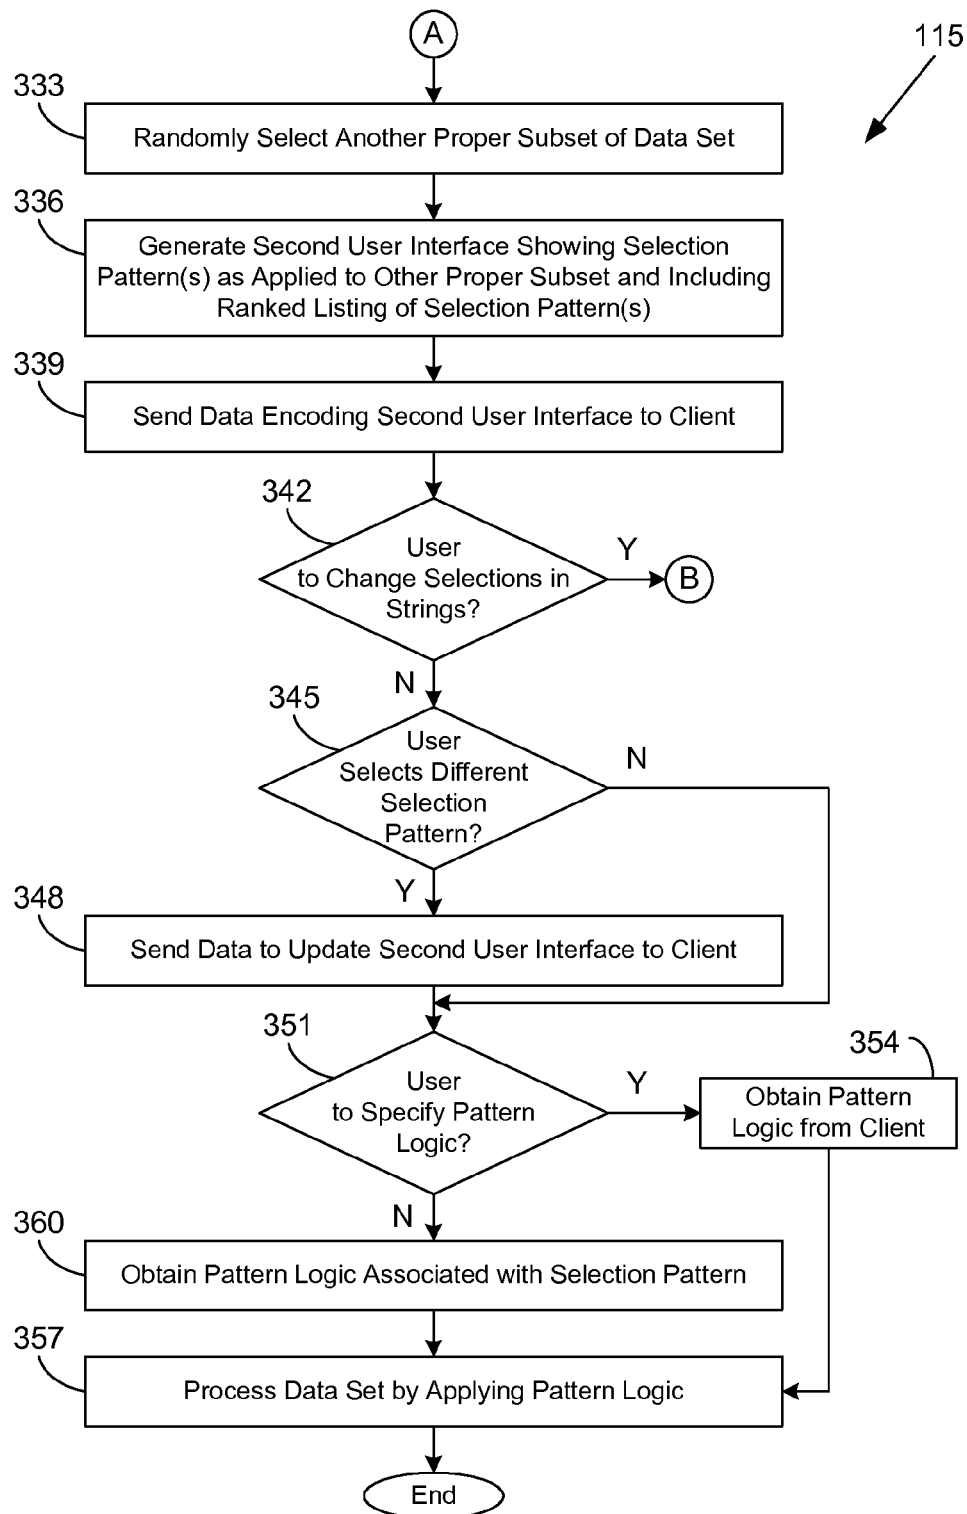 A
115
333
Randomly Select Another Proper Subset of Data Set
336
Generate Second User Interface Showing Selection
Pattern(s) as Applied to Other Proper Subset and Including
Ranked Listing of Selection Pattern(s)
339
Send Data Encoding Second User Interface to Client
342
User
to Change Selections in
Strings?
Y
B
N
345
User
Selects Different
Selection
Pattern?
N
Y
348
Send Data to Update Second User Interface to Client
351
User
to Specify Pattern
Logic?
Y
354
Obtain Pattern
Logic from Client
N
360
Obtain Pattern Logic Associated with Selection Pattern
357
Process Data Set by Applying Pattern Logic
End